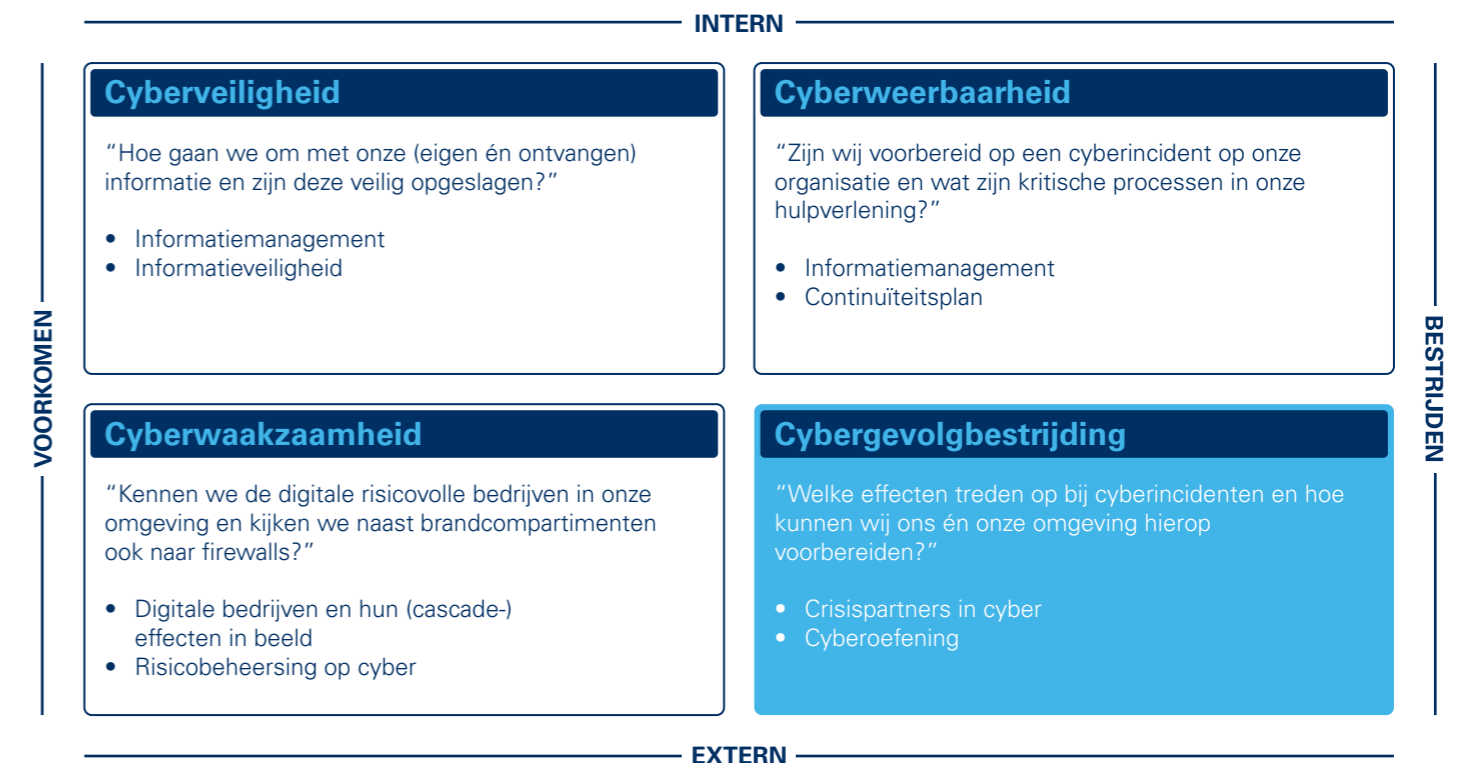 INTERN
VOORKOMEN
Cyberveiligheid
“Hoe gaan we om met onze (eigen én ontvangen)
informatie en zijn deze veilig opgeslagen?”
• Informatiemanagement
• Informatieveiligheid
Cyberweerbaarheid
“Zijn wij voorbereid op een cyberincident op onze
organisatie en wat zijn kritische processen in onze
hulpverlening?”
• Informatiemanagement
• Continuïteitsplan
BESTRIJDEN
Cyberwaakzaamheid
“Kennen we de digitale risicovolle bedrijven in onze
omgeving en kijken we naast brandcompartimenten
ook naar firewalls?”
• Digitale bedrijven en hun (cascade-)
effecten in beeld
• Risicobeheersing op cyber
Cybergevolgbestrijding
“Welke effecten treden op bij cyberincidenten en hoe
kunnen wij ons én onze omgeving hierop
voorbereiden?”
• Crisispartners in cyber
• Cyberoefening
EXTERN